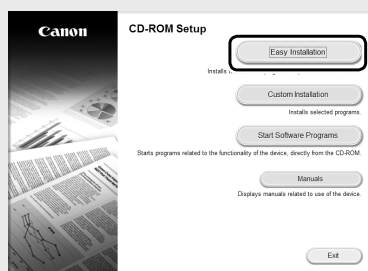 Canon
CD-ROM Setup
Easy Installation
Installs
Custom Installation
Installs selected programs.
Start Software Programs
Starts programs related to the functionality of the device, directly from the CD-ROM.
Manuals
Displays manuals related to use of the device.
Exit